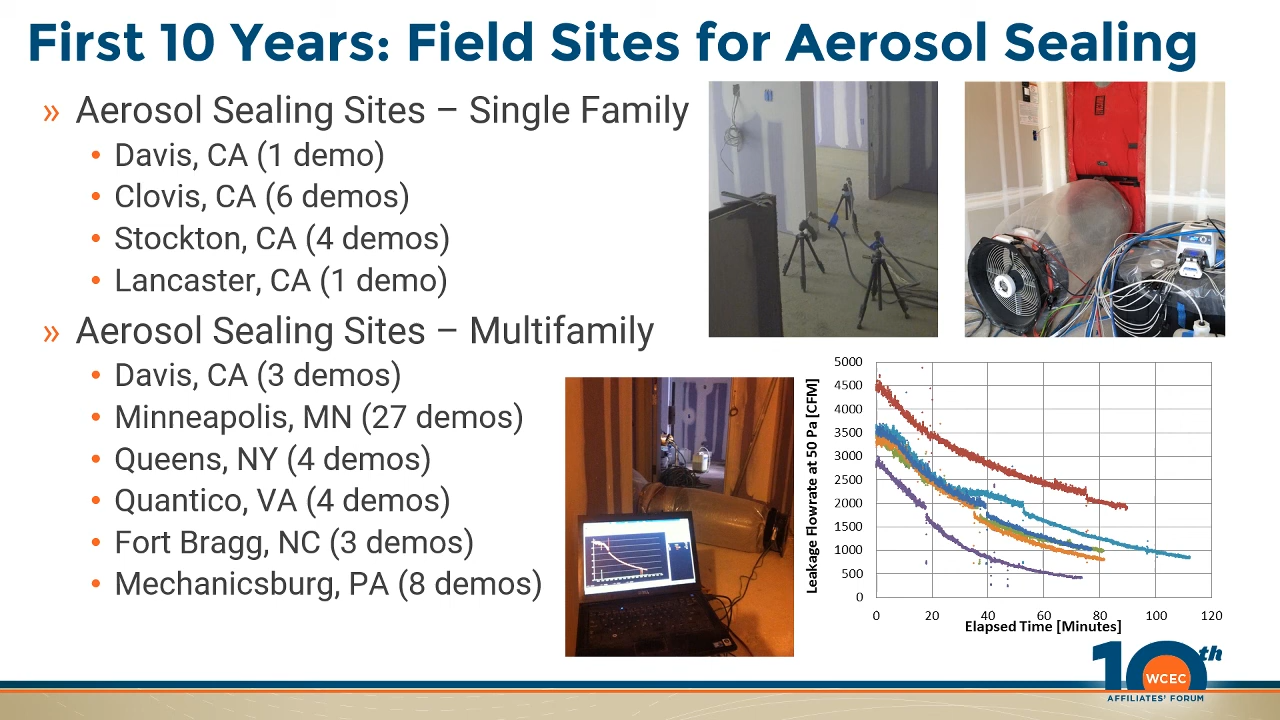 First 10 Years: Field Sites for Aerosol Sealing
» Aerosol Sealing Sites – Single Family
• Davis, CA (1 demo)
• Clovis, CA (6 demos)
• Stockton, CA (4 demos)
• Lancaster, CA (1 demo)
» Aerosol Sealing Sites – Multifamily
• Davis, CA (3 demos)
• Minneapolis, MN (27 demos)
• Queens, NY (4 demos)
• Quantico, VA (4 demos)
• Fort Bragg, NC (3 demos)
• Mechanicsburg, PA (8 demos)
Leakage Flowrate at 50 Pa [CFM]
5000
4500
4000
3500
3000
2500
2000
1500
1000
500
0
0 20 40 60 80 100 120
Elapsed Time [Minutes]
10th
WCEC
AFFILIATES' FORUM